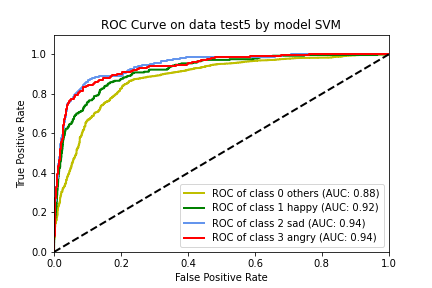 ROC Curve on data test5 by model SVM
1.0
0.8
0.6
0.4
0.2
0.0
True Positive Rate
ROC of class 0 others (AUC: 0.88)
ROC of class 1 happy (AUC: 0.92)
ROC of class 2 sad (AUC: 0.94)
ROC of class 3 angry (AUC: 0.94)
0.0 0.2 0.4 0.6 0.8 1.0
False Positive Rate